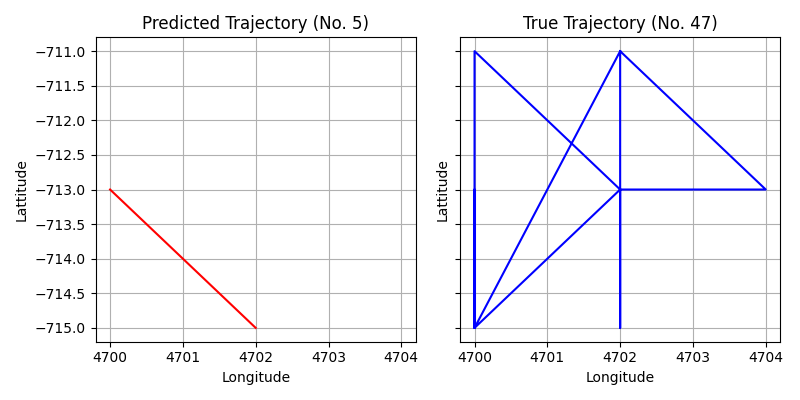 Predicted Trajectory (No. 5)
True Trajectory (No. 47)
−711.0
−711.5
−712.0
−712.5
−713.0
−713.5
−714.0
−714.5
−715.0
Lattitude
Lattitude
4700 4701 4702 4703 4704
4700 4701 4702 4703 4704
Longitude
Longitude